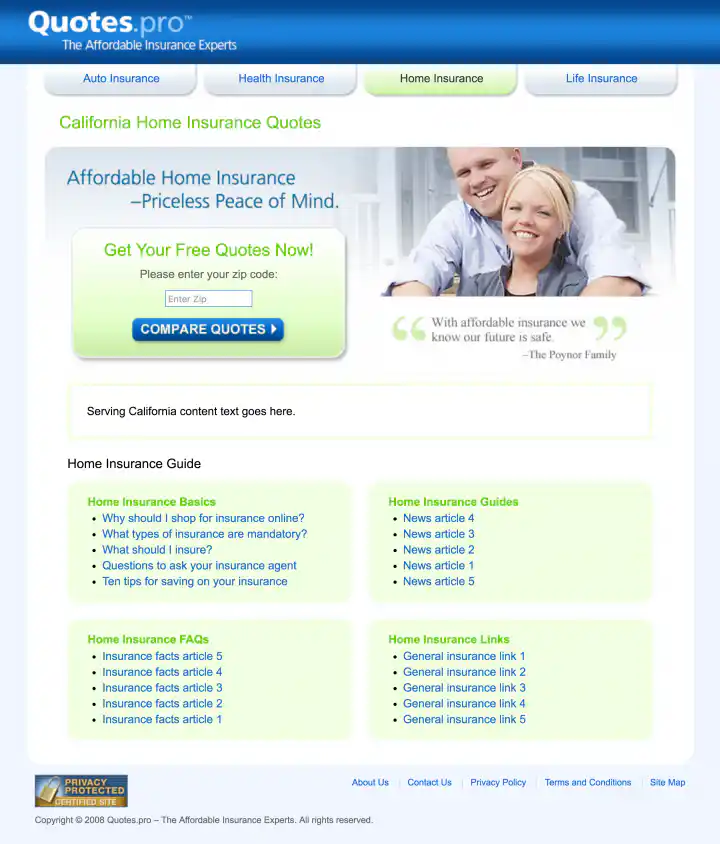 Quotes.pro™
The Affordable Insurance Experts
Auto Insurance
Health Insurance
Home Insurance
Life Insurance
California Home Insurance Quotes
Affordable Home Insurance
–Priceless Peace of Mind.
Get Your Free Quotes Now!
Please enter your zip code:
Enter Zip
COMPARE QUOTES
“With affordable insurance we
know our future is safe.”
–The Poynor Family
Serving California content text goes here.
Home Insurance Guide
Home Insurance Basics
• Why should I shop for insurance online?
• What types of insurance are mandatory?
• What should I insure?
• Questions to ask your insurance agent
• Ten tips for saving on your insurance
Home Insurance Guides
• News article 4
• News article 3
• News article 2
• News article 1
• News article 5
Home Insurance FAQs
• Insurance facts article 5
• Insurance facts article 4
• Insurance facts article 3
• Insurance facts article 2
• Insurance facts article 1
Home Insurance Links
• General insurance link 1
• General insurance link 2
• General insurance link 3
• General insurance link 4
• General insurance link 5
PRIVACY
PROTECTED
CERTIFIED SITE
About Us
Contact Us
Privacy Policy
Terms and Conditions
Site Map
Copyright © 2008 Quotes.pro – The Affordable Insurance Experts. All rights reserved.